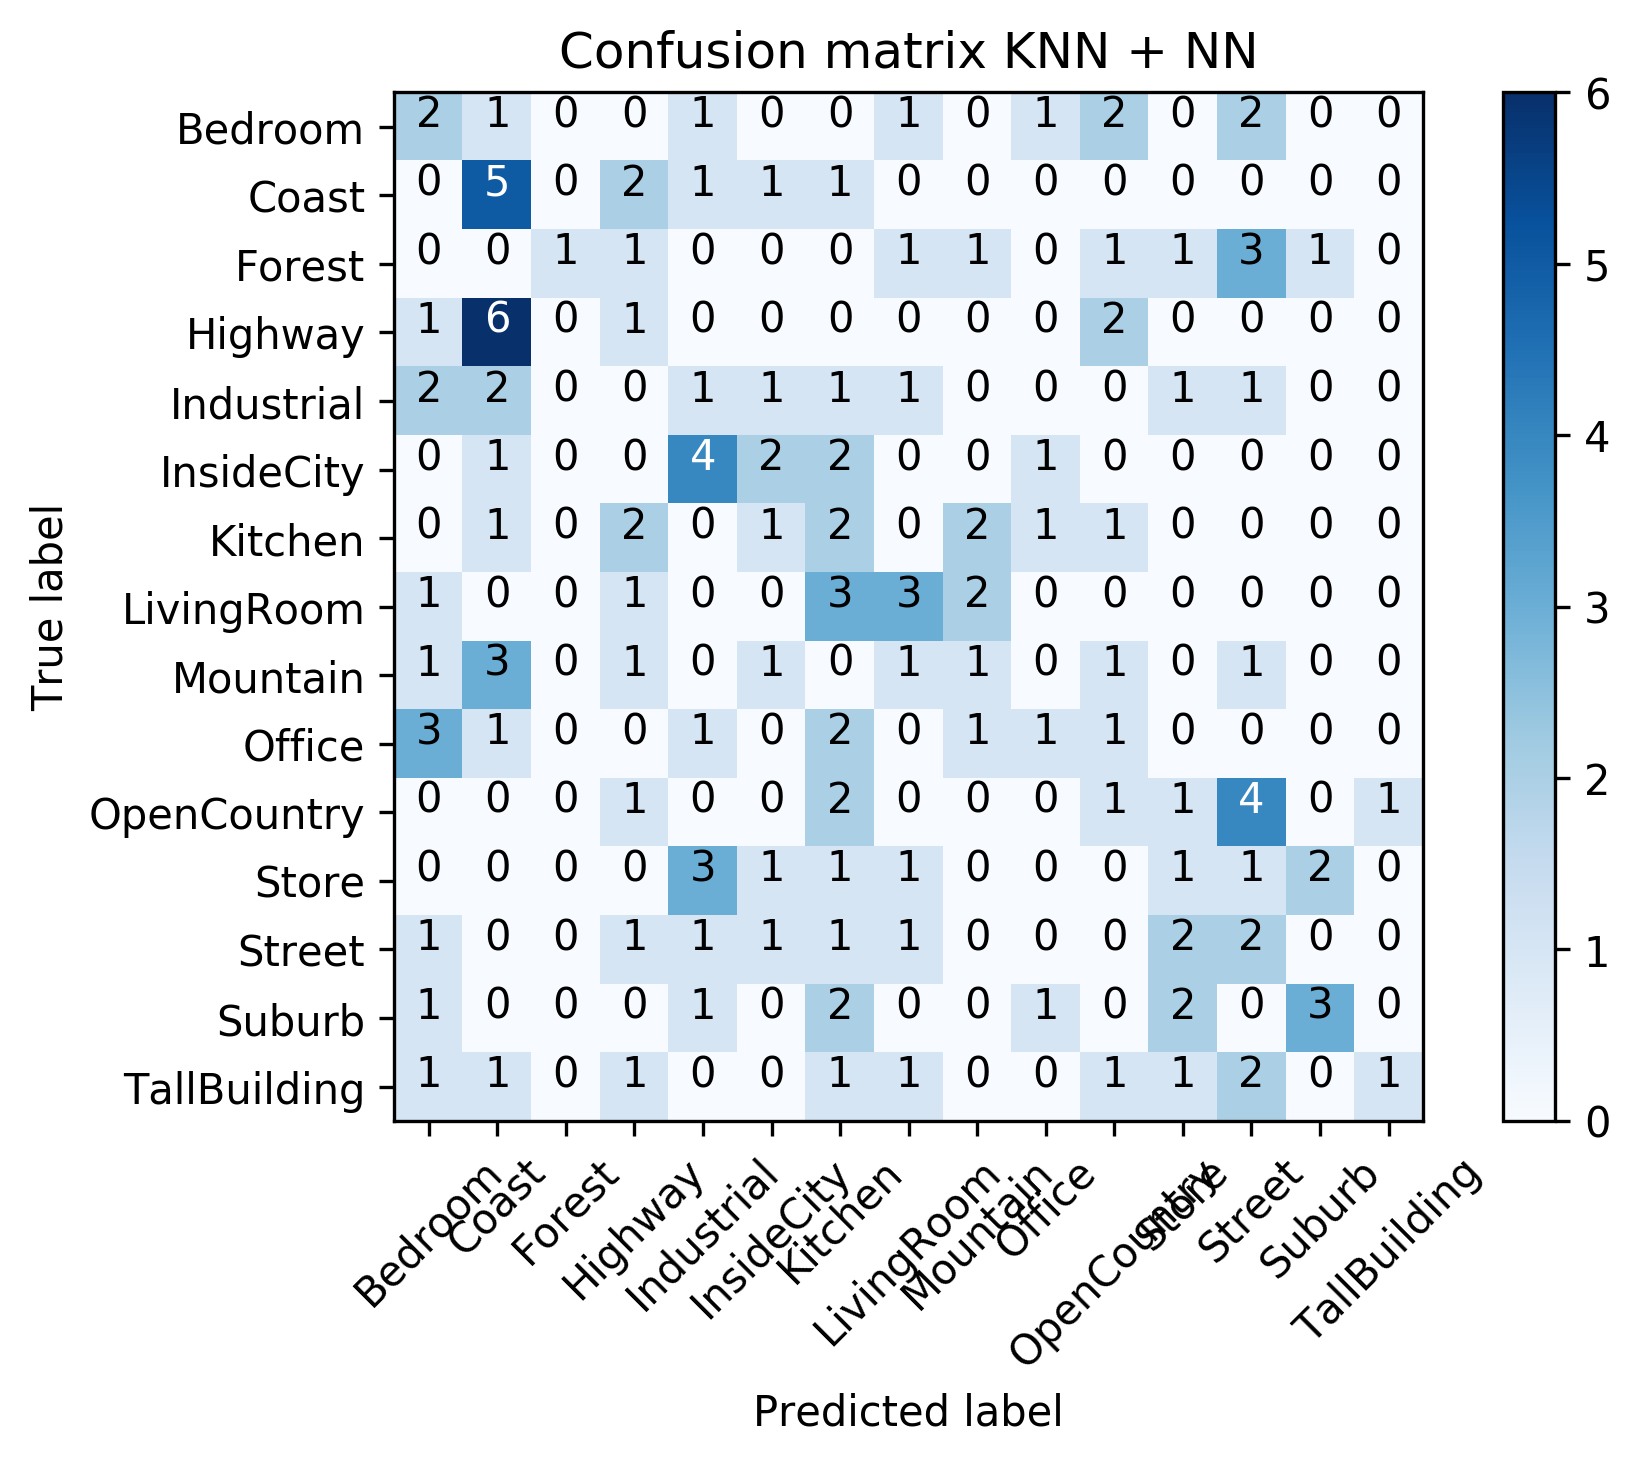 Confusion matrix KNN + NN
Bedroom 2 1 0 0 1 0 0 1 0 1 2 0 2 0 0
Coast 0 5 0 2 1 1 1 0 0 0 0 0 0 0 0
Forest 0 0 1 1 0 0 0 1 1 0 1 1 3 1 0
Highway 1 6 0 1 0 0 0 0 0 0 2 0 0 0 0
Industrial 2 2 0 0 1 1 1 1 0 0 0 1 1 0 0
InsideCity 0 1 0 0 4 2 2 0 0 1 0 0 0 0 0
Kitchen 0 1 0 2 0 1 2 0 2 1 1 0 0 0 0
LivingRoom 1 0 0 1 0 0 3 3 2 0 0 0 0 0 0
Mountain 1 3 0 1 0 1 0 1 1 0 1 0 1 0 0
Office 3 1 0 0 1 0 2 0 1 1 1 0 0 0 0
OpenCountry 0 0 0 1 0 0 2 0 0 0 1 1 4 0 1
Store 0 0 0 0 3 1 1 1 0 0 0 1 1 2 0
Street 1 0 0 1 1 1 1 1 0 0 0 2 2 0 0
Suburb 1 0 0 0 1 0 2 0 0 1 0 2 0 3 0
TallBuilding 1 1 0 1 0 0 1 1 0 0 1 1 2 0 1
True label
Bedroom
Coast
Forest
Highway
Industrial
InsideCity
Kitchen
LivingRoom
Mountain
Office
OpenCountry
Store
Street
Suburb
TallBuilding
Predicted label
6
5
4
3
2
1
0